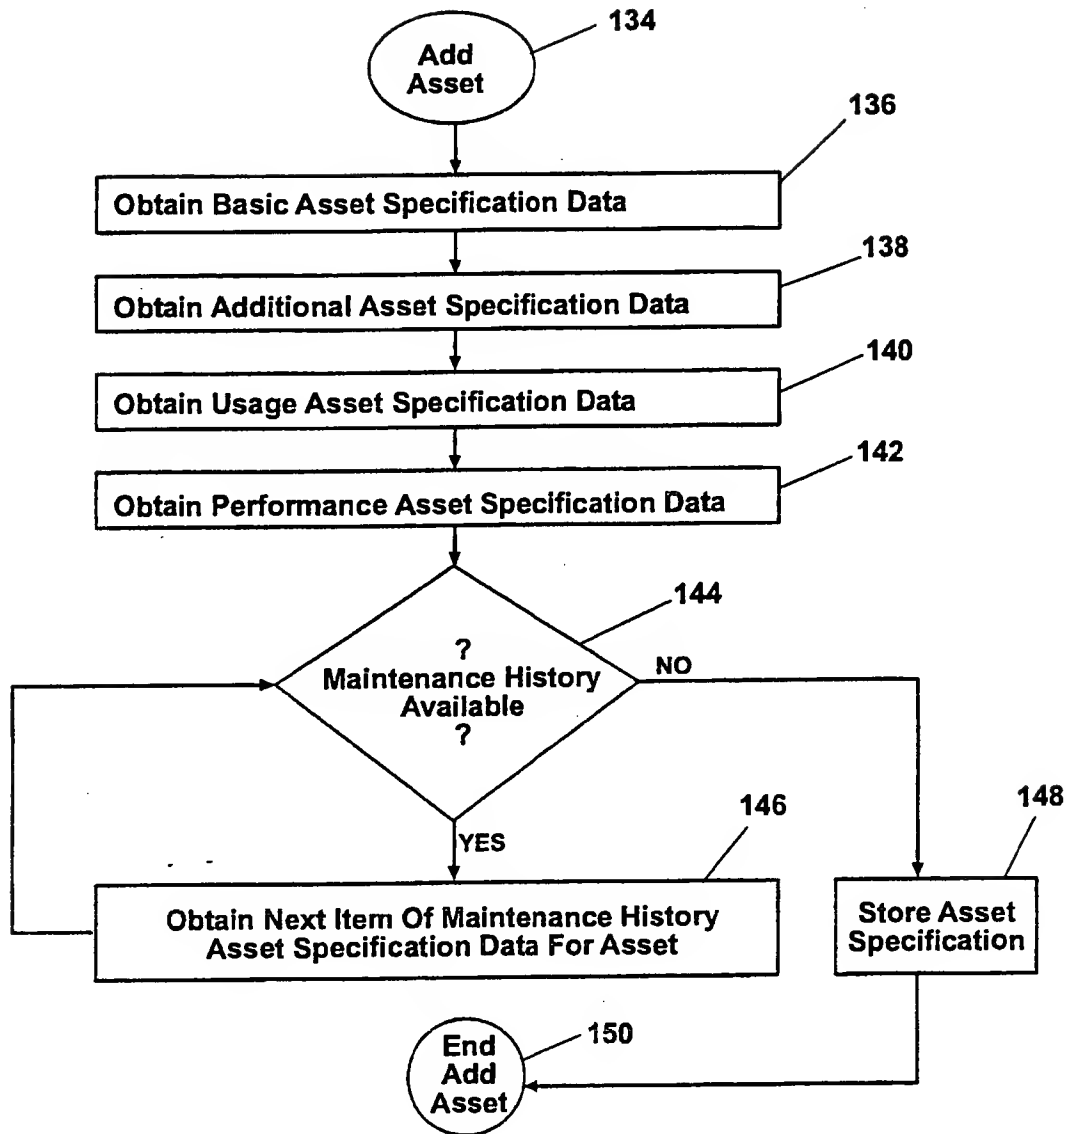 134
Add
Asset
136
Obtain Basic Asset Specification Data
138
Obtain Additional Asset Specification Data
140
Obtain Usage Asset Specification Data
142
Obtain Performance Asset Specification Data
144
?
Maintenance History
Available
?
NO
YES
146
Obtain Next Item Of Maintenance History
Asset Specification Data For Asset
148
Store Asset
Specification
150
End
Add
Asset